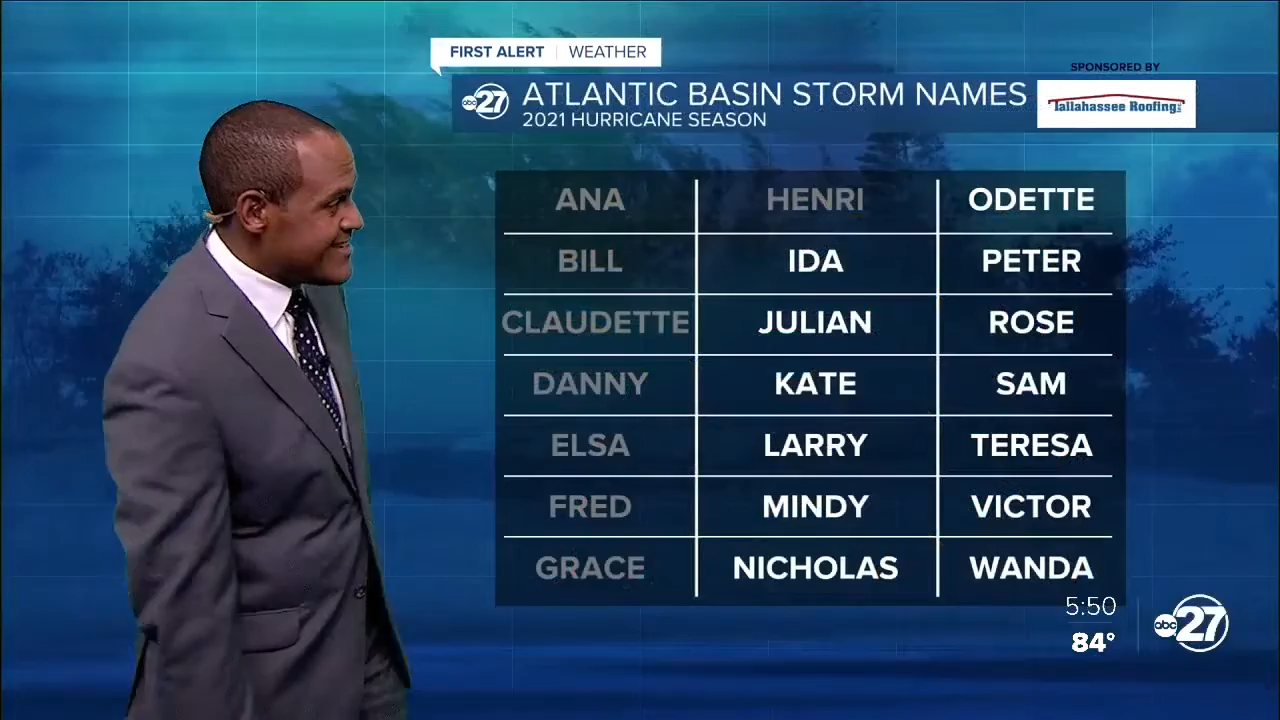 FIRST ALERT | WEATHER
SPONSORED BY
abc 27 ATLANTIC BASIN STORM NAMES
2021 HURRICANE SEASON
Tallahassee Roofing
ANA HENRI ODETTE
BILL IDA PETER
CLAUDETTE JULIAN ROSE
DANNY KATE SAM
ELSA LARRY TERESA
FRED MINDY VICTOR
GRACE NICHOLAS WANDA
5:50
84°
abc 27